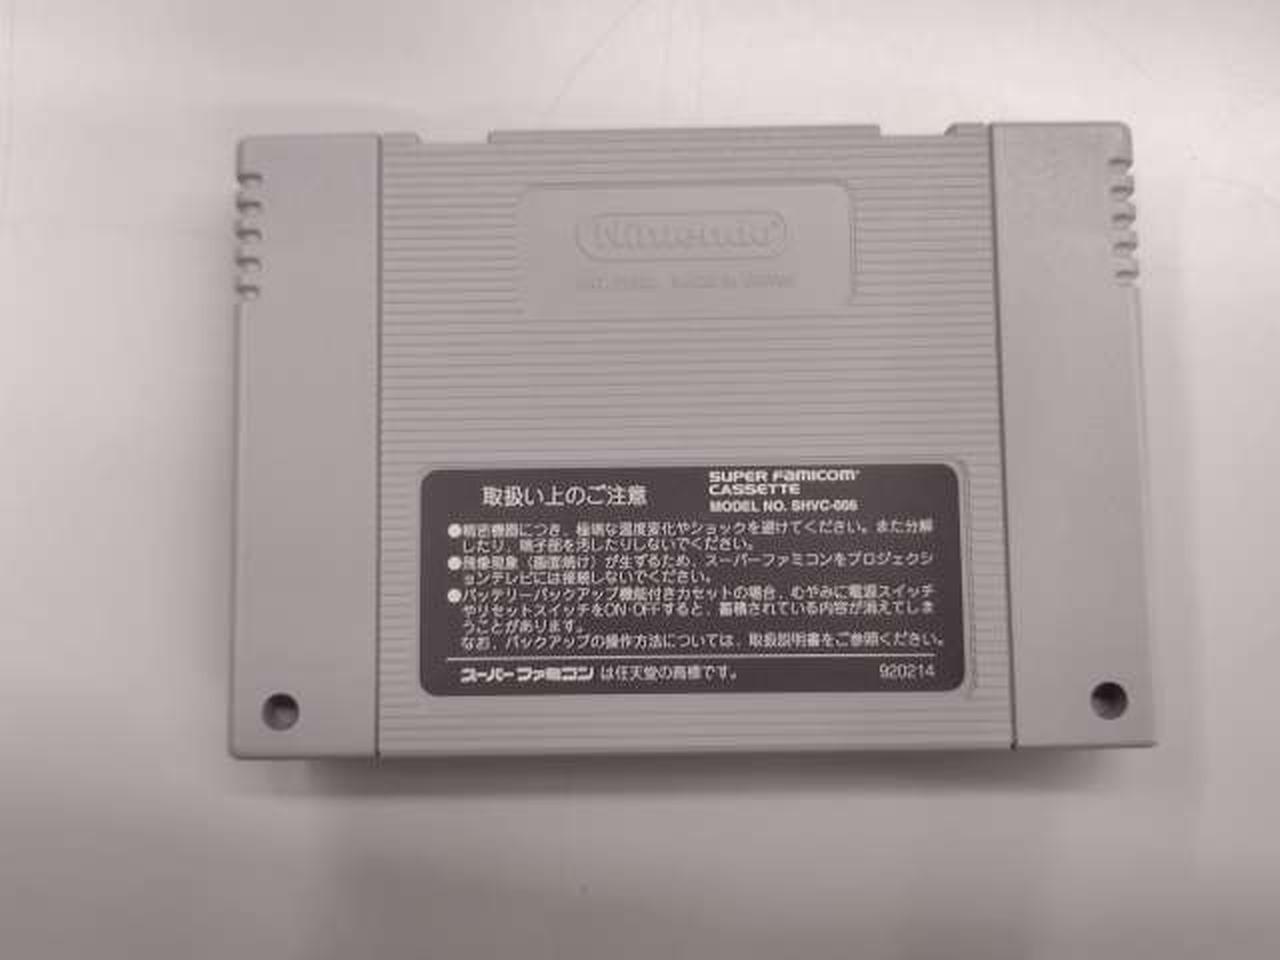 Nintendo
MADE IN JAPAN
取扱い上のご注意
SUPER FAMICOM
CASSETTE
MODEL NO. SHVC-006
●精密機器につき、極端な温度変化やショックを避けてください。また分解
したり、端子部を汚したりしないでください。
●残像現象（画面焼け）が生ずるため、スーパーファミコンをプロジェクシ
ョンテレビには接続しないでください。
●バッテリーバックアップ機能付きカセットの場合、むやみに電源スイッチ
やリセットスイッチをON・OFFすると、蓄積されている内容が消えてしま
うことがあります。
なお、バックアップの操作方法については、取扱説明書をご参照ください。
スーパーファミコン は任天堂の商標です。
920214